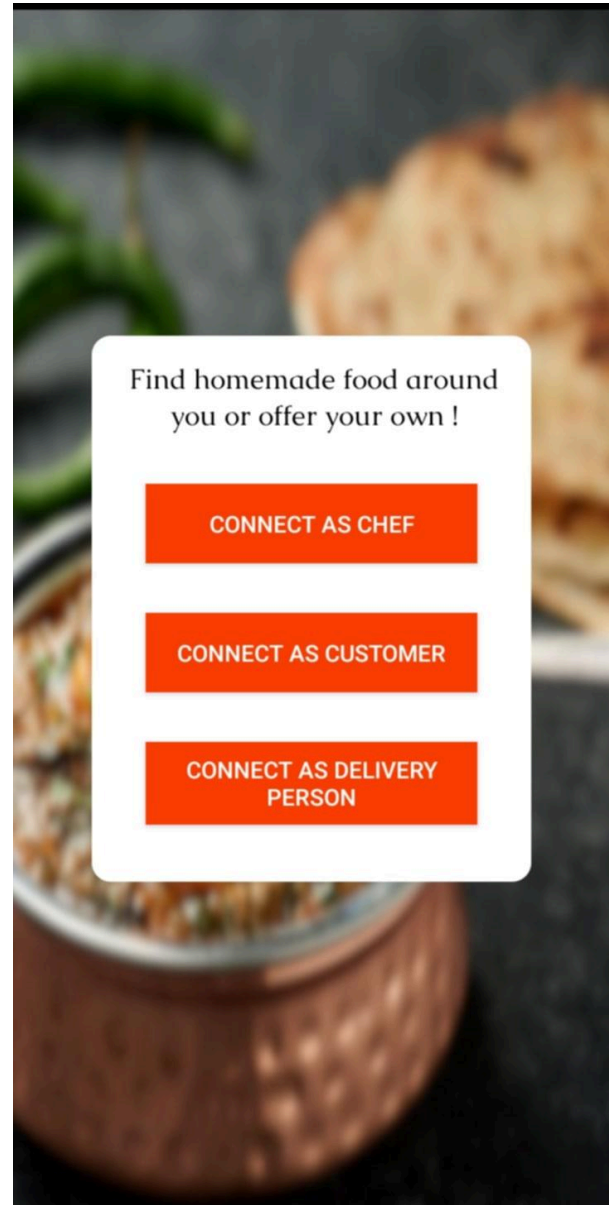 Find homemade food around
you or offer your own !
CONNECT AS CHEF
CONNECT AS CUSTOMER
CONNECT AS DELIVERY
PERSON